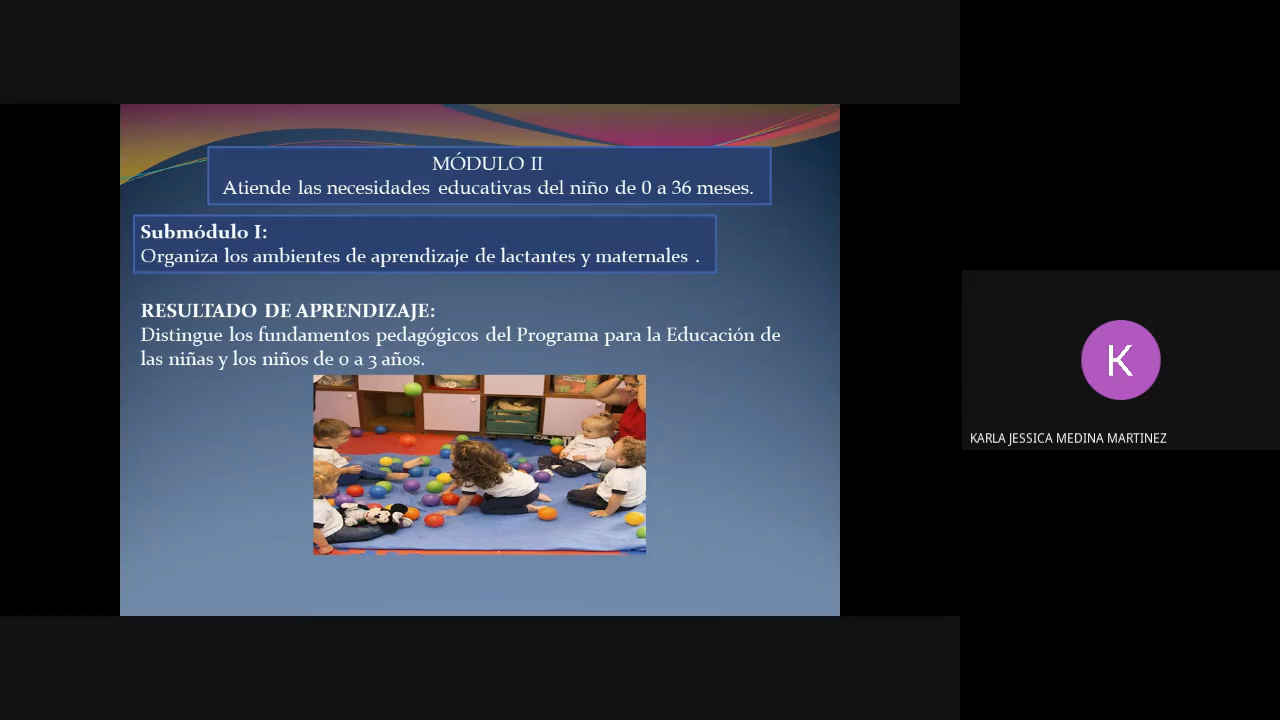 MÓDULO II
Atiende las necesidades educativas del niño de 0 a 36 meses.
Submódulo I:
Organiza los ambientes de aprendizaje de lactantes y maternales .
RESULTADO DE APRENDIZAJE:
Distingue los fundamentos pedagógicos del Programa para la Educación de
las niñas y los niños de 0 a 3 años.
K
KARLA JESSICA MEDINA MARTINEZ